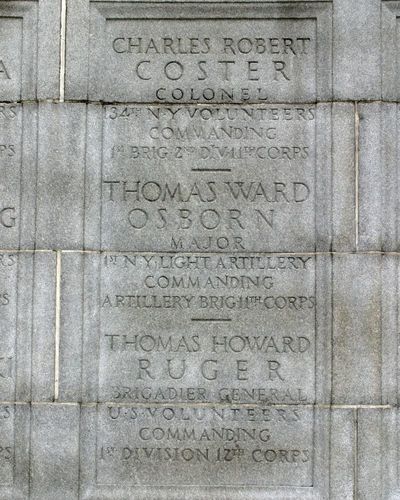 CHARLES ROBERT
COSTER
COLONEL
134TH N.Y. VOLUNTEERS
COMMANDING
1ST BRIG 2ND DIV 11TH CORPS
THOMAS WARD
OSBORN
MAJOR
1ST N.Y. LIGHT ARTILLERY
COMMANDING
ARTILLERY BRIG 11TH CORPS
THOMAS HOWARD
RUGER
BRIGADIER GENERAL
U·S·VOLUNTEERS
COMMANDING
1ST DIVISION 12TH CORPS